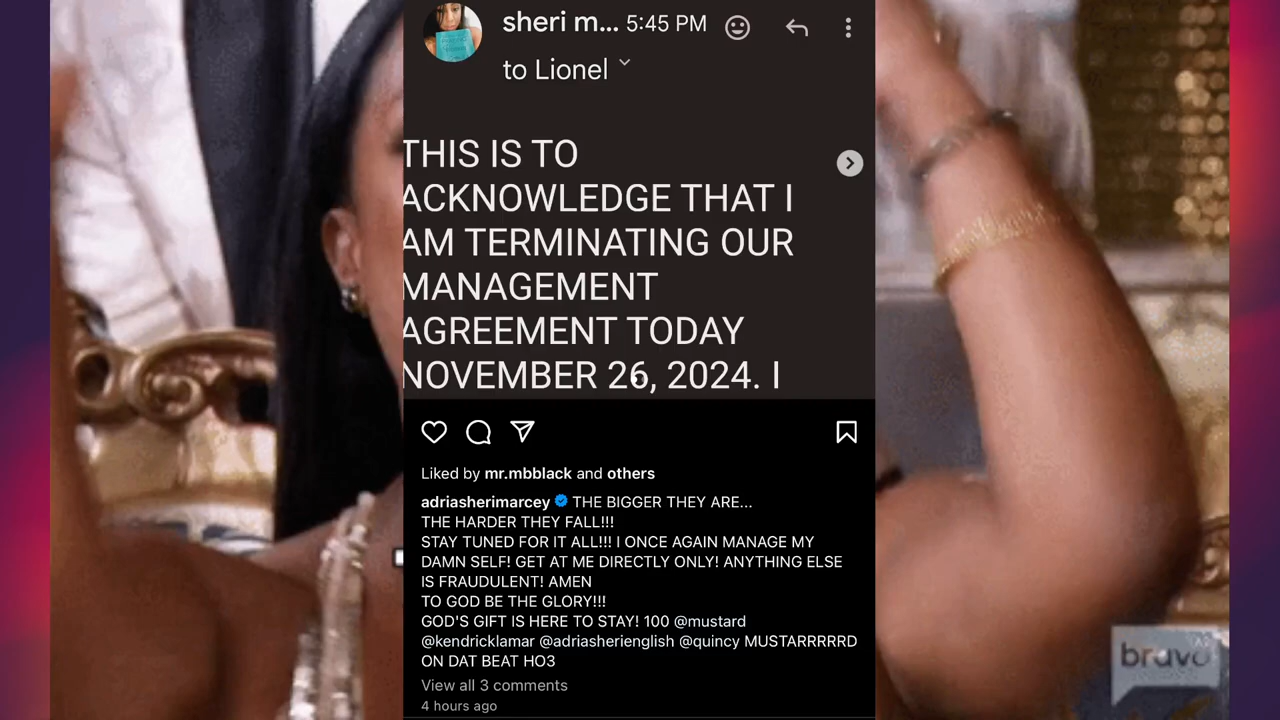 sheri m... 5:45 PM
to Lionel
THIS IS TO
ACKNOWLEDGE THAT I
AM TERMINATING OUR
MANAGEMENT
AGREEMENT TODAY
NOVEMBER 26, 2024. I
Liked by mr.mbblack and others
adriasherimarcey THE BIGGER THEY ARE...
THE HARDER THEY FALL!!!
STAY TUNED FOR IT ALL!!! I ONCE AGAIN MANAGE MY
DAMN SELF! GET AT ME DIRECTLY ONLY! ANYTHING ELSE
IS FRAUDULENT! AMEN
TO GOD BE THE GLORY!!!
GOD'S GIFT IS HERE TO STAY! 100 @mustard
@kendricklamar @adriasherienglish @quincy MUSTARRRRRD
ON DAT BEAT HO3
View all 3 comments
4 hours ago
bravo